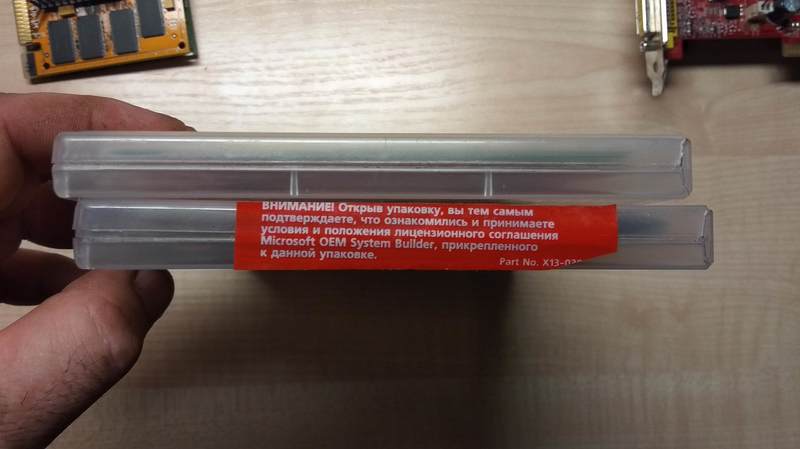 ВНИМАНИЕ! Открыв упаковку, вы тем самым
подтверждаете, что ознакомились и принимаете
условия и положения лицензионного соглашения
Microsoft OEM System Builder, прикрепленного
к данной упаковке.
Part No.